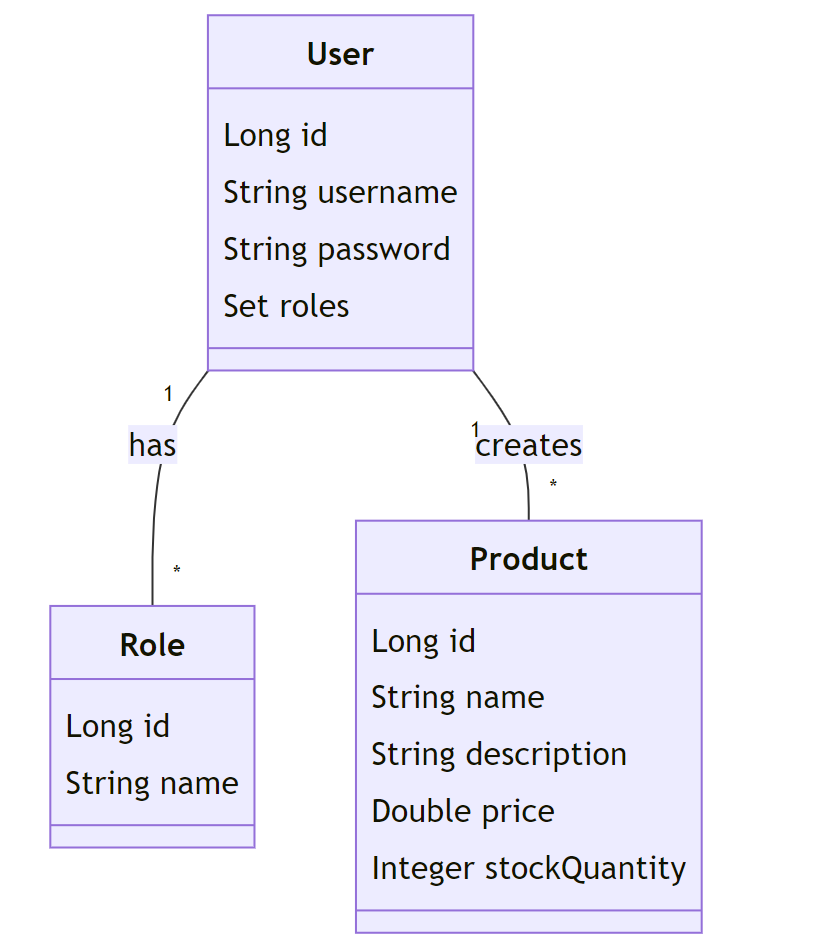 User
Long id
String username
String password
Set roles
1
has
*
1
creates
*
Role
Long id
String name
Product
Long id
String name
String description
Double price
Integer stockQuantity